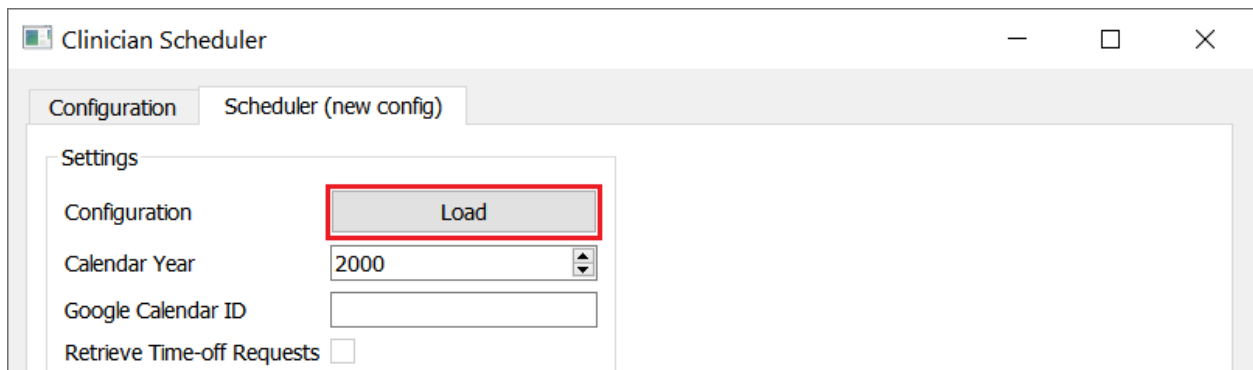 Clinician Scheduler
Configuration Scheduler (new config)
Settings
Configuration Load
Calendar Year 2000
Google Calendar ID
Retrieve Time-off Requests